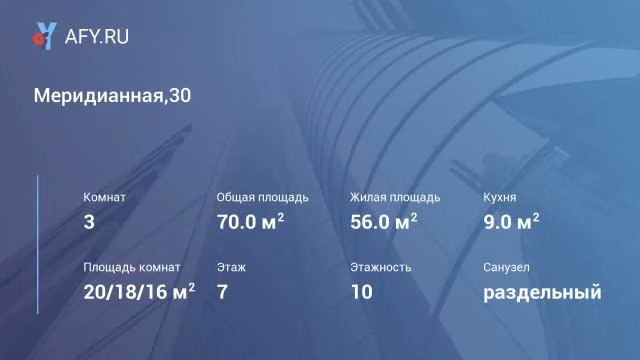 AFY.RU
Меридианная,30
Комнат
3
Общая площадь
70.0 м²
Жилая площадь
56.0 м²
Кухня
9.0 м²
Площадь комнат
20/18/16 м²
Этаж
7
Этажность
10
Санузел
раздельный